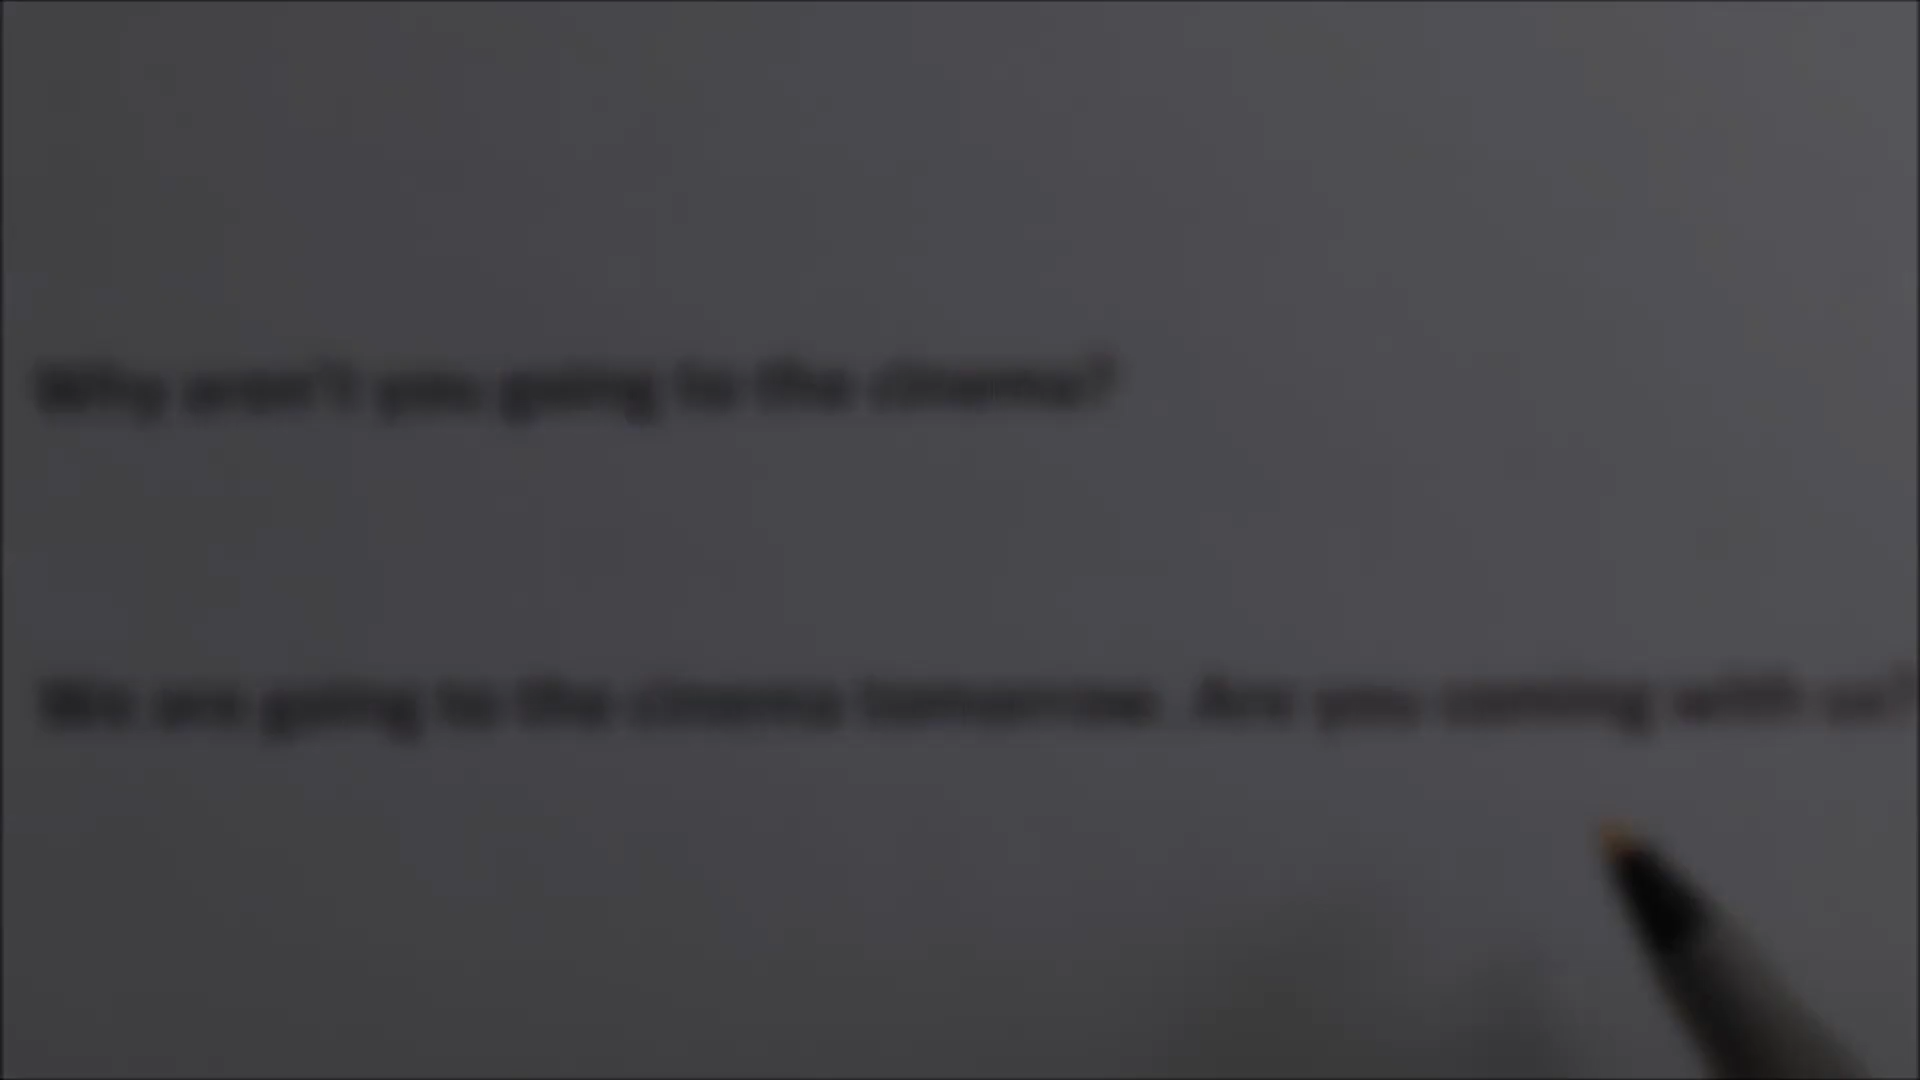 Why aren't you going to the cinema?
We are going to the cinema tomorrow. Are you coming with us?